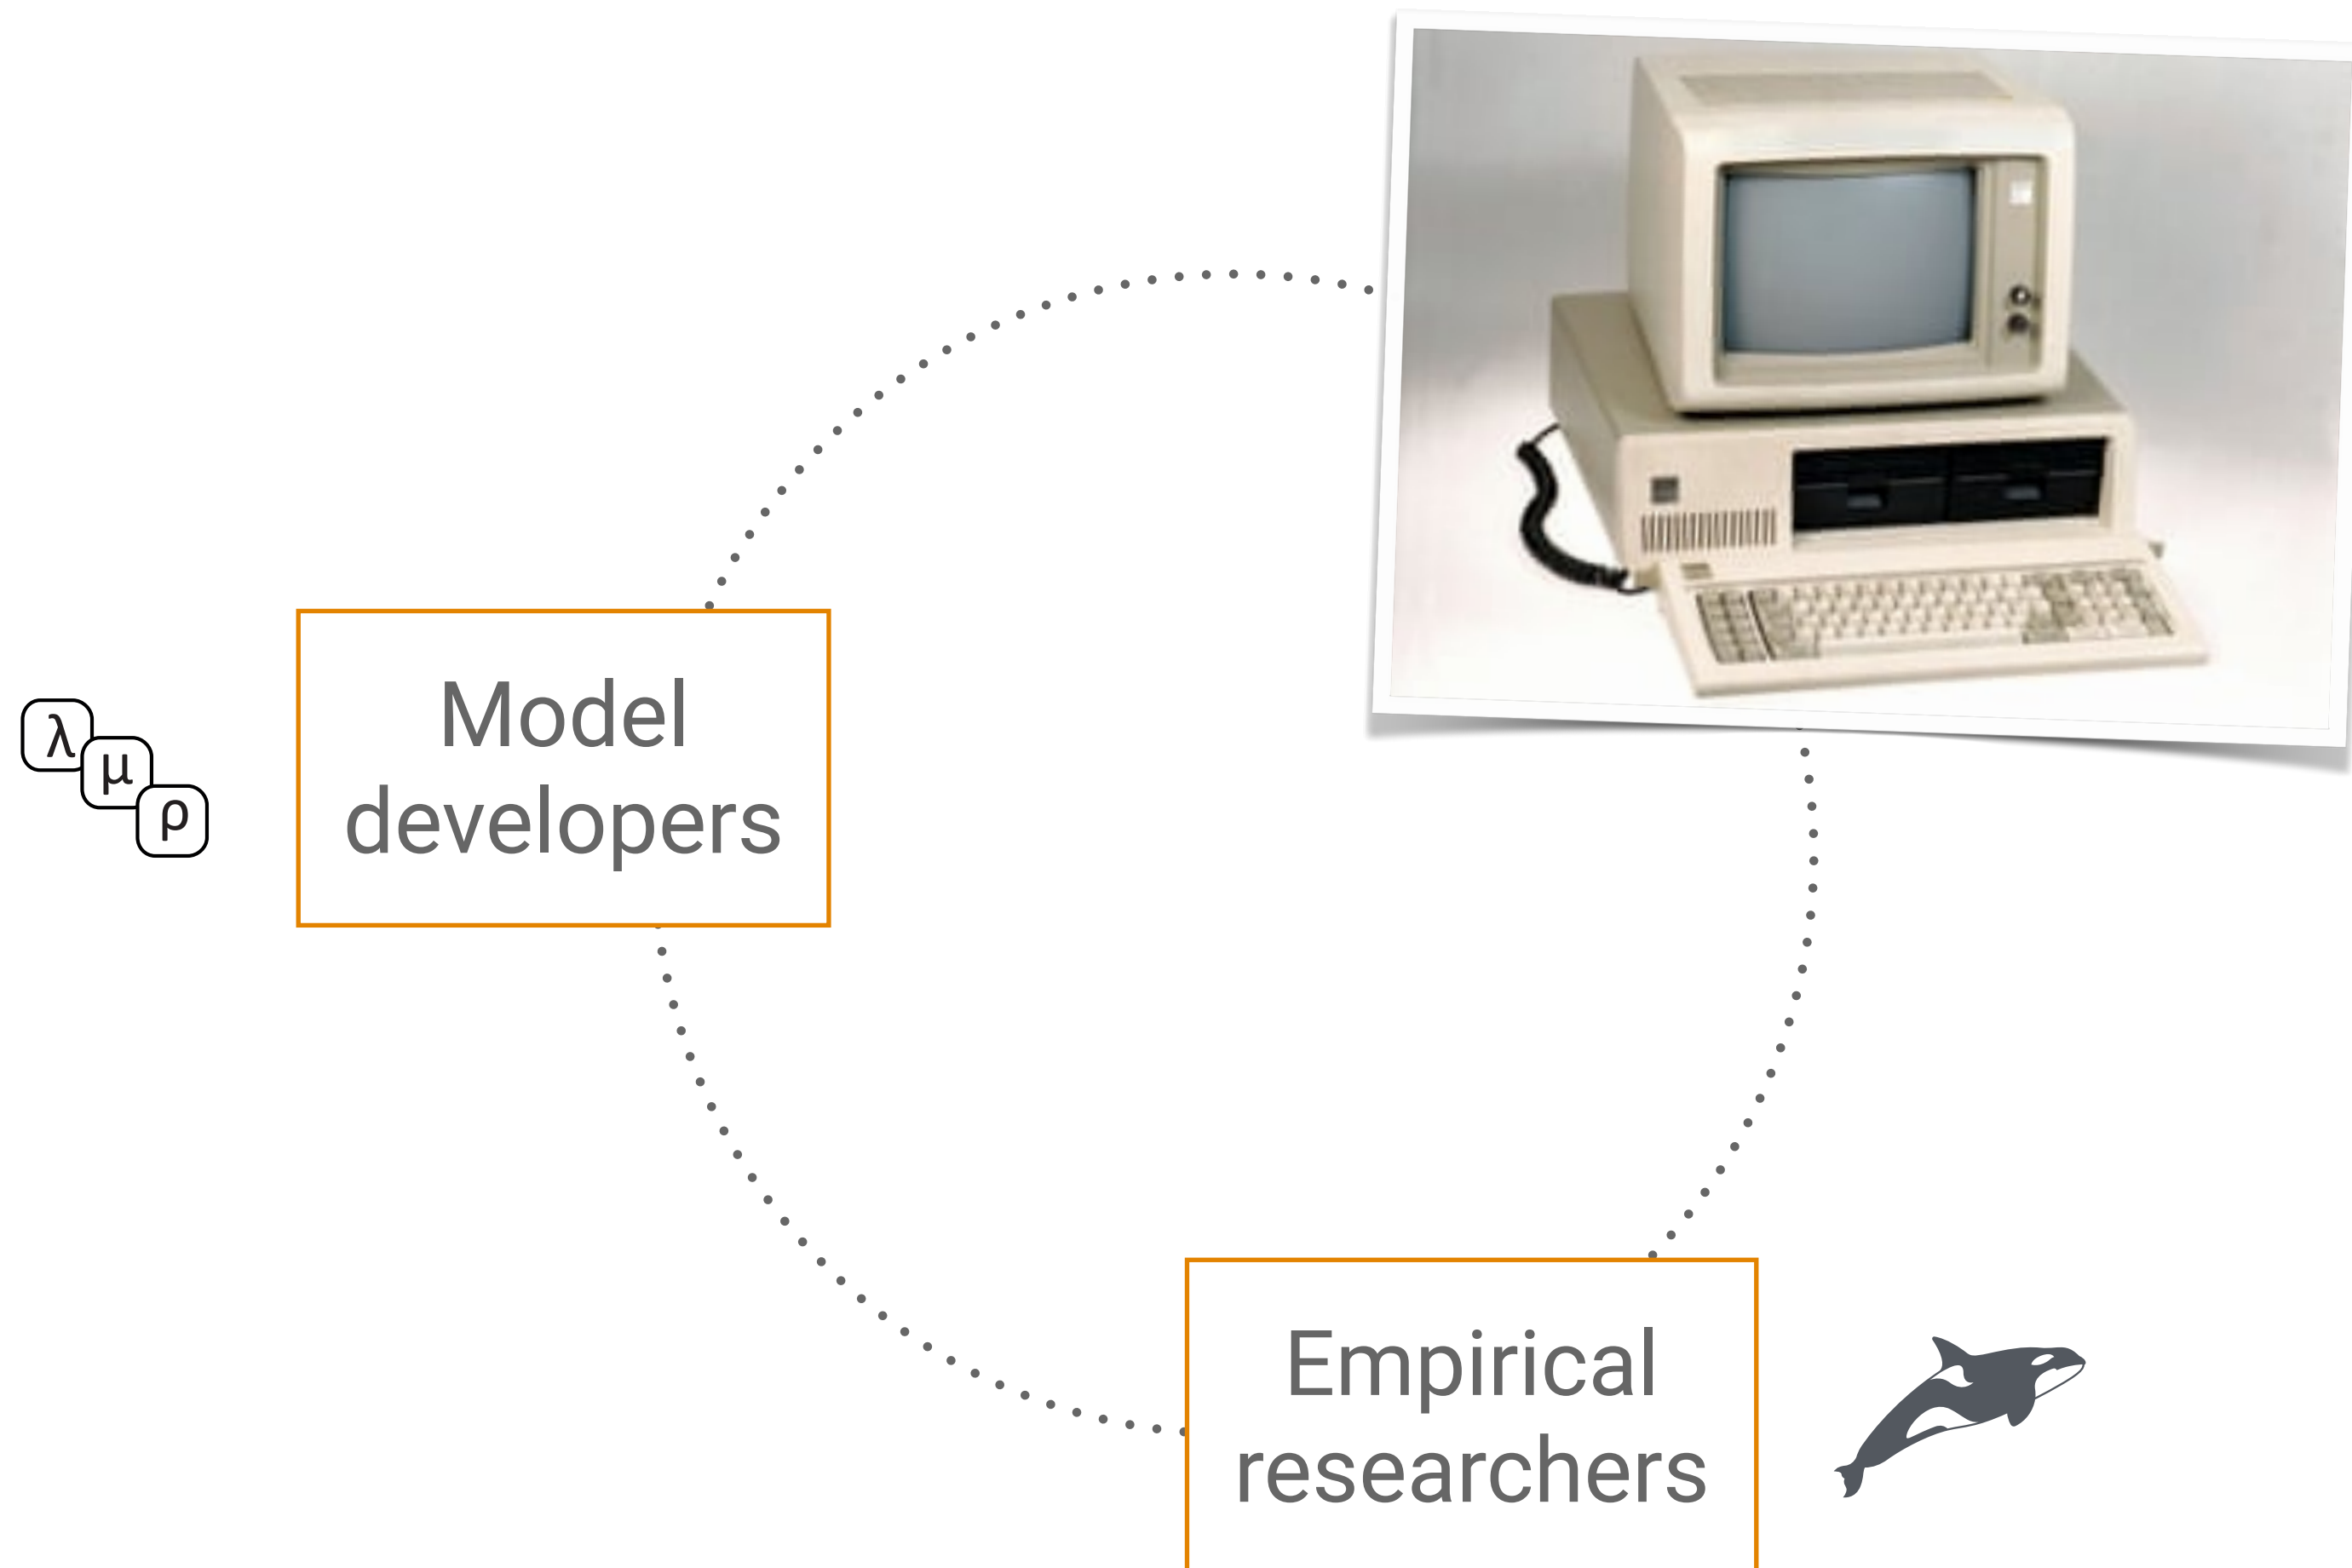 Model
developers
λ
μ
ρ
Empirical
researchers